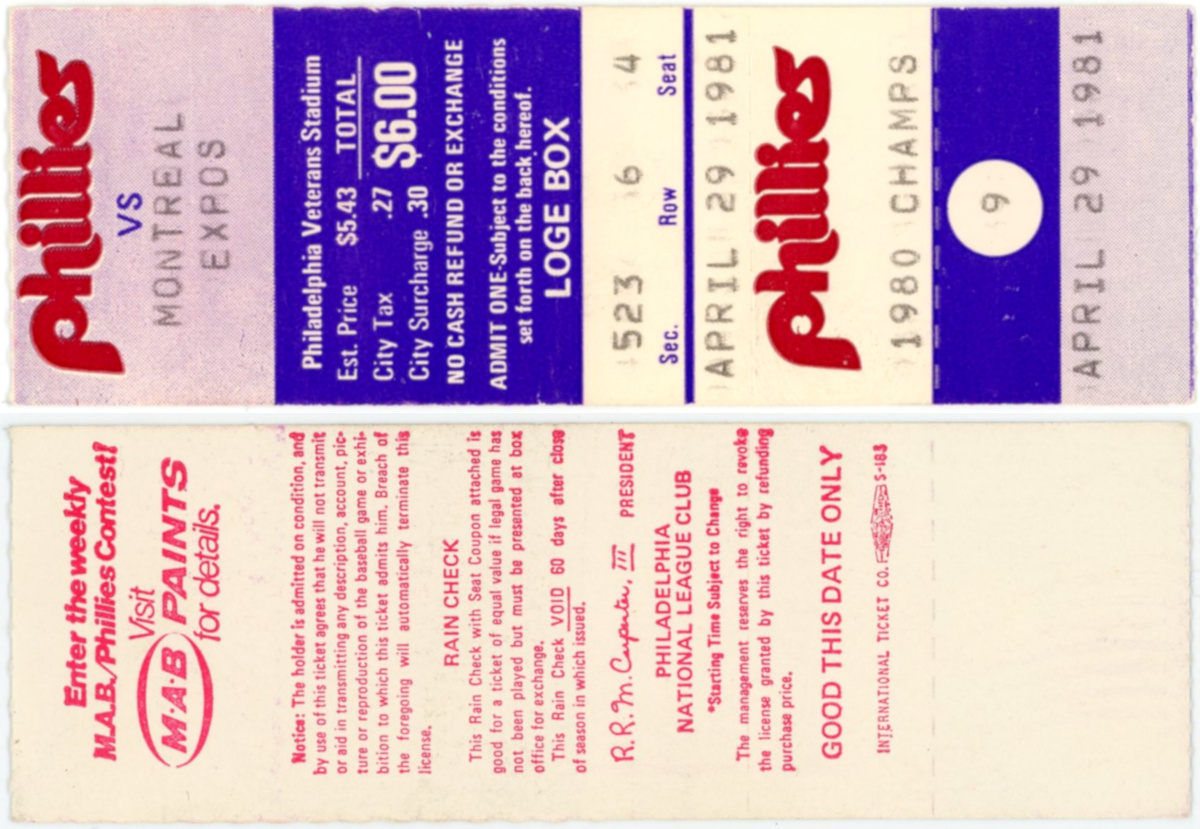 Phillies
VS
MONTREAL
EXPOS
Philadelphia Veterans Stadium
Est. Price $5.43 TOTAL
City Tax .27 $6.00
City Surcharge .30
NO CASH REFUND OR EXCHANGE
ADMIT ONE-Subject to the conditions
set forth on the back hereof.
LOGE BOX
523 6 4
Sec. Row Seat
APRIL 29 1981
Phillies
1980 CHAMPS
9
APRIL 29 1981
Enter the weekly
M.A.B./Phillies Contest!
Visit
M·A·B PAINTS
for details.
Notice: The holder is admitted on condition, and
by use of this ticket agrees that he will not transmit
or aid in transmitting any description, account, pic-
ture or reproduction of the baseball game or exhi-
bition to which this ticket admits him. Breach of
the foregoing will automatically terminate this
license.
RAIN CHECK
This Rain Check with Seat Coupon attached is
good for a ticket of equal value if legal game has
not been played but must be presented at box
office for exchange.
This Rain Check VOID 60 days after close
of season in which issued.
R.R.M. Carpenter, III PRESIDENT
PHILADELPHIA
NATIONAL LEAGUE CLUB
*Starting Time Subject to Change
The management reserves the right to revoke
the license granted by this ticket by refunding
purchase price.
GOOD THIS DATE ONLY
INTERNATIONAL TICKET CO. S-183